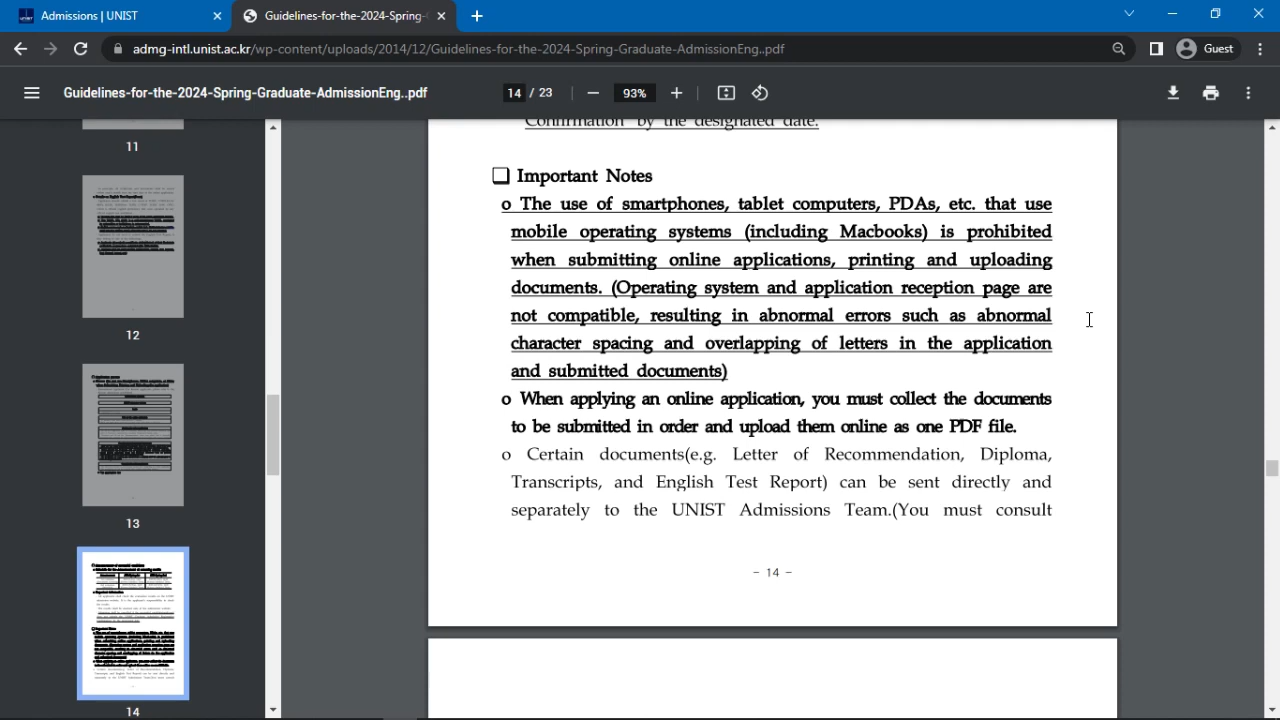 Admissions | UNIST
Guidelines-for-the-2024-Spring-G
admg-intl.unist.ac.kr/wp-content/uploads/2014/12/Guidelines-for-the-2024-Spring-Graduate-AdmissionEng..pdf
Guest
Guidelines-for-the-2024-Spring-Graduate-AdmissionEng..pdf
14 / 23
93%
11
12
13
14
Confirmation by the designated date.
❑ Important Notes
o The use of smartphones, tablet computers, PDAs, etc. that use
mobile operating systems (including Macbooks) is prohibited
when submitting online applications, printing and uploading
documents. (Operating system and application reception page are
not compatible, resulting in abnormal errors such as abnormal
character spacing and overlapping of letters in the application
and submitted documents)
o When applying an online application, you must collect the documents
to be submitted in order and upload them online as one PDF file.
o Certain documents(e.g. Letter of Recommendation, Diploma,
Transcripts, and English Test Report) can be sent directly and
separately to the UNIST Admissions Team.(You must consult
- 14 -